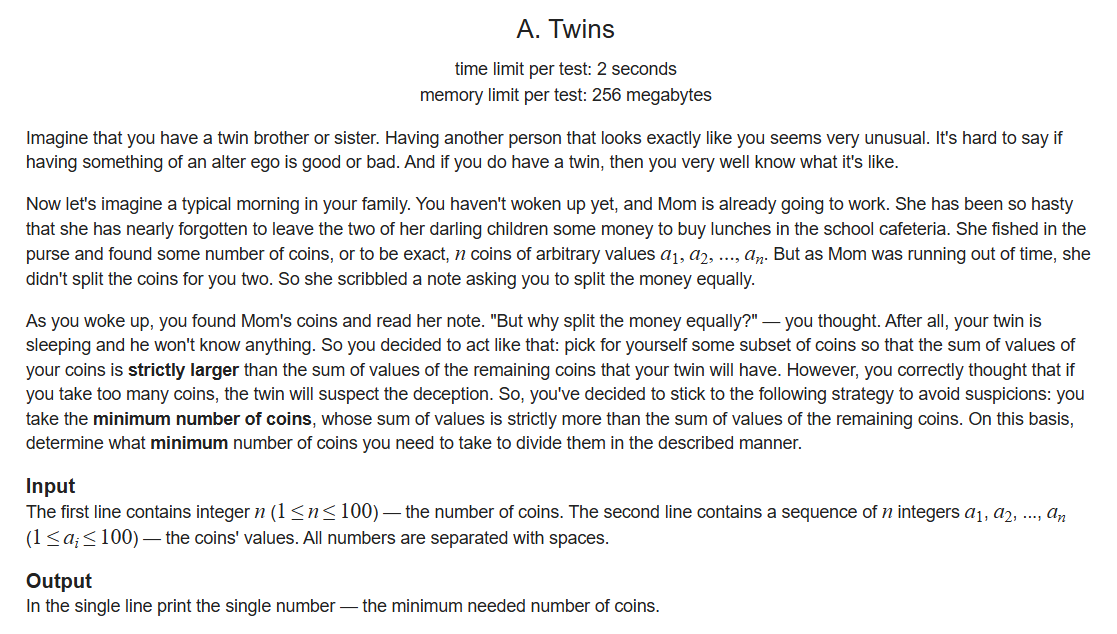 A. Twins
time limit per test: 2 seconds
memory limit per test: 256 megabytes
Imagine that you have a twin brother or sister. Having another person that looks exactly like you seems very unusual. It's hard to say if
having something of an alter ego is good or bad. And if you do have a twin, then you very well know what it's like.
Now let's imagine a typical morning in your family. You haven't woken up yet, and Mom is already going to work. She has been so hasty
that she has nearly forgotten to leave the two of her darling children some money to buy lunches in the school cafeteria. She fished in the
purse and found some number of coins, or to be exact, n coins of arbitrary values a₁, a₂, ..., aₙ. But as Mom was running out of time, she
didn't split the coins for you two. So she scribbled a note asking you to split the money equally.
As you woke up, you found Mom's coins and read her note. "But why split the money equally?" — you thought. After all, your twin is
sleeping and he won't know anything. So you decided to act like that: pick for yourself some subset of coins so that the sum of values of
your coins is strictly larger than the sum of values of the remaining coins that your twin will have. However, you correctly thought that if
you take too many coins, the twin will suspect the deception. So, you've decided to stick to the following strategy to avoid suspicions: you
take the minimum number of coins, whose sum of values is strictly more than the sum of values of the remaining coins. On this basis,
determine what minimum number of coins you need to take to divide them in the described manner.
Input
The first line contains integer n (1 ≤ n ≤ 100) — the number of coins. The second line contains a sequence of n integers a₁, a₂, ..., aₙ
(1 ≤ aᵢ ≤ 100) — the coins' values. All numbers are separated with spaces.
Output
In the single line print the single number — the minimum needed number of coins.